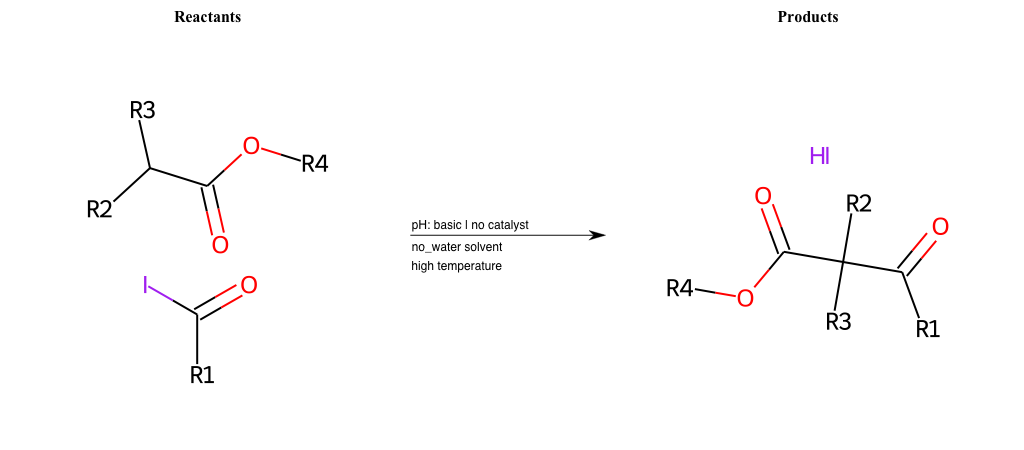 Reactants
Products
R3
O
R4
R2
O
I
O
R1
pH: basic | no catalyst
no_water solvent
high temperature
HI
O
R2
O
R4
O
R3
R1